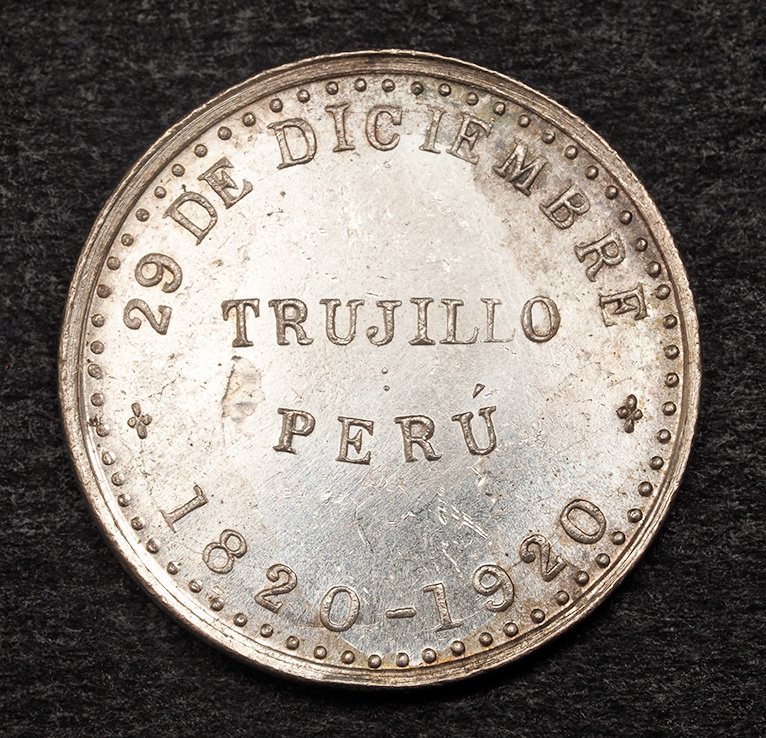 29 DE DICIEMBRE
TRUJILLO
PERÚ
1820-1920